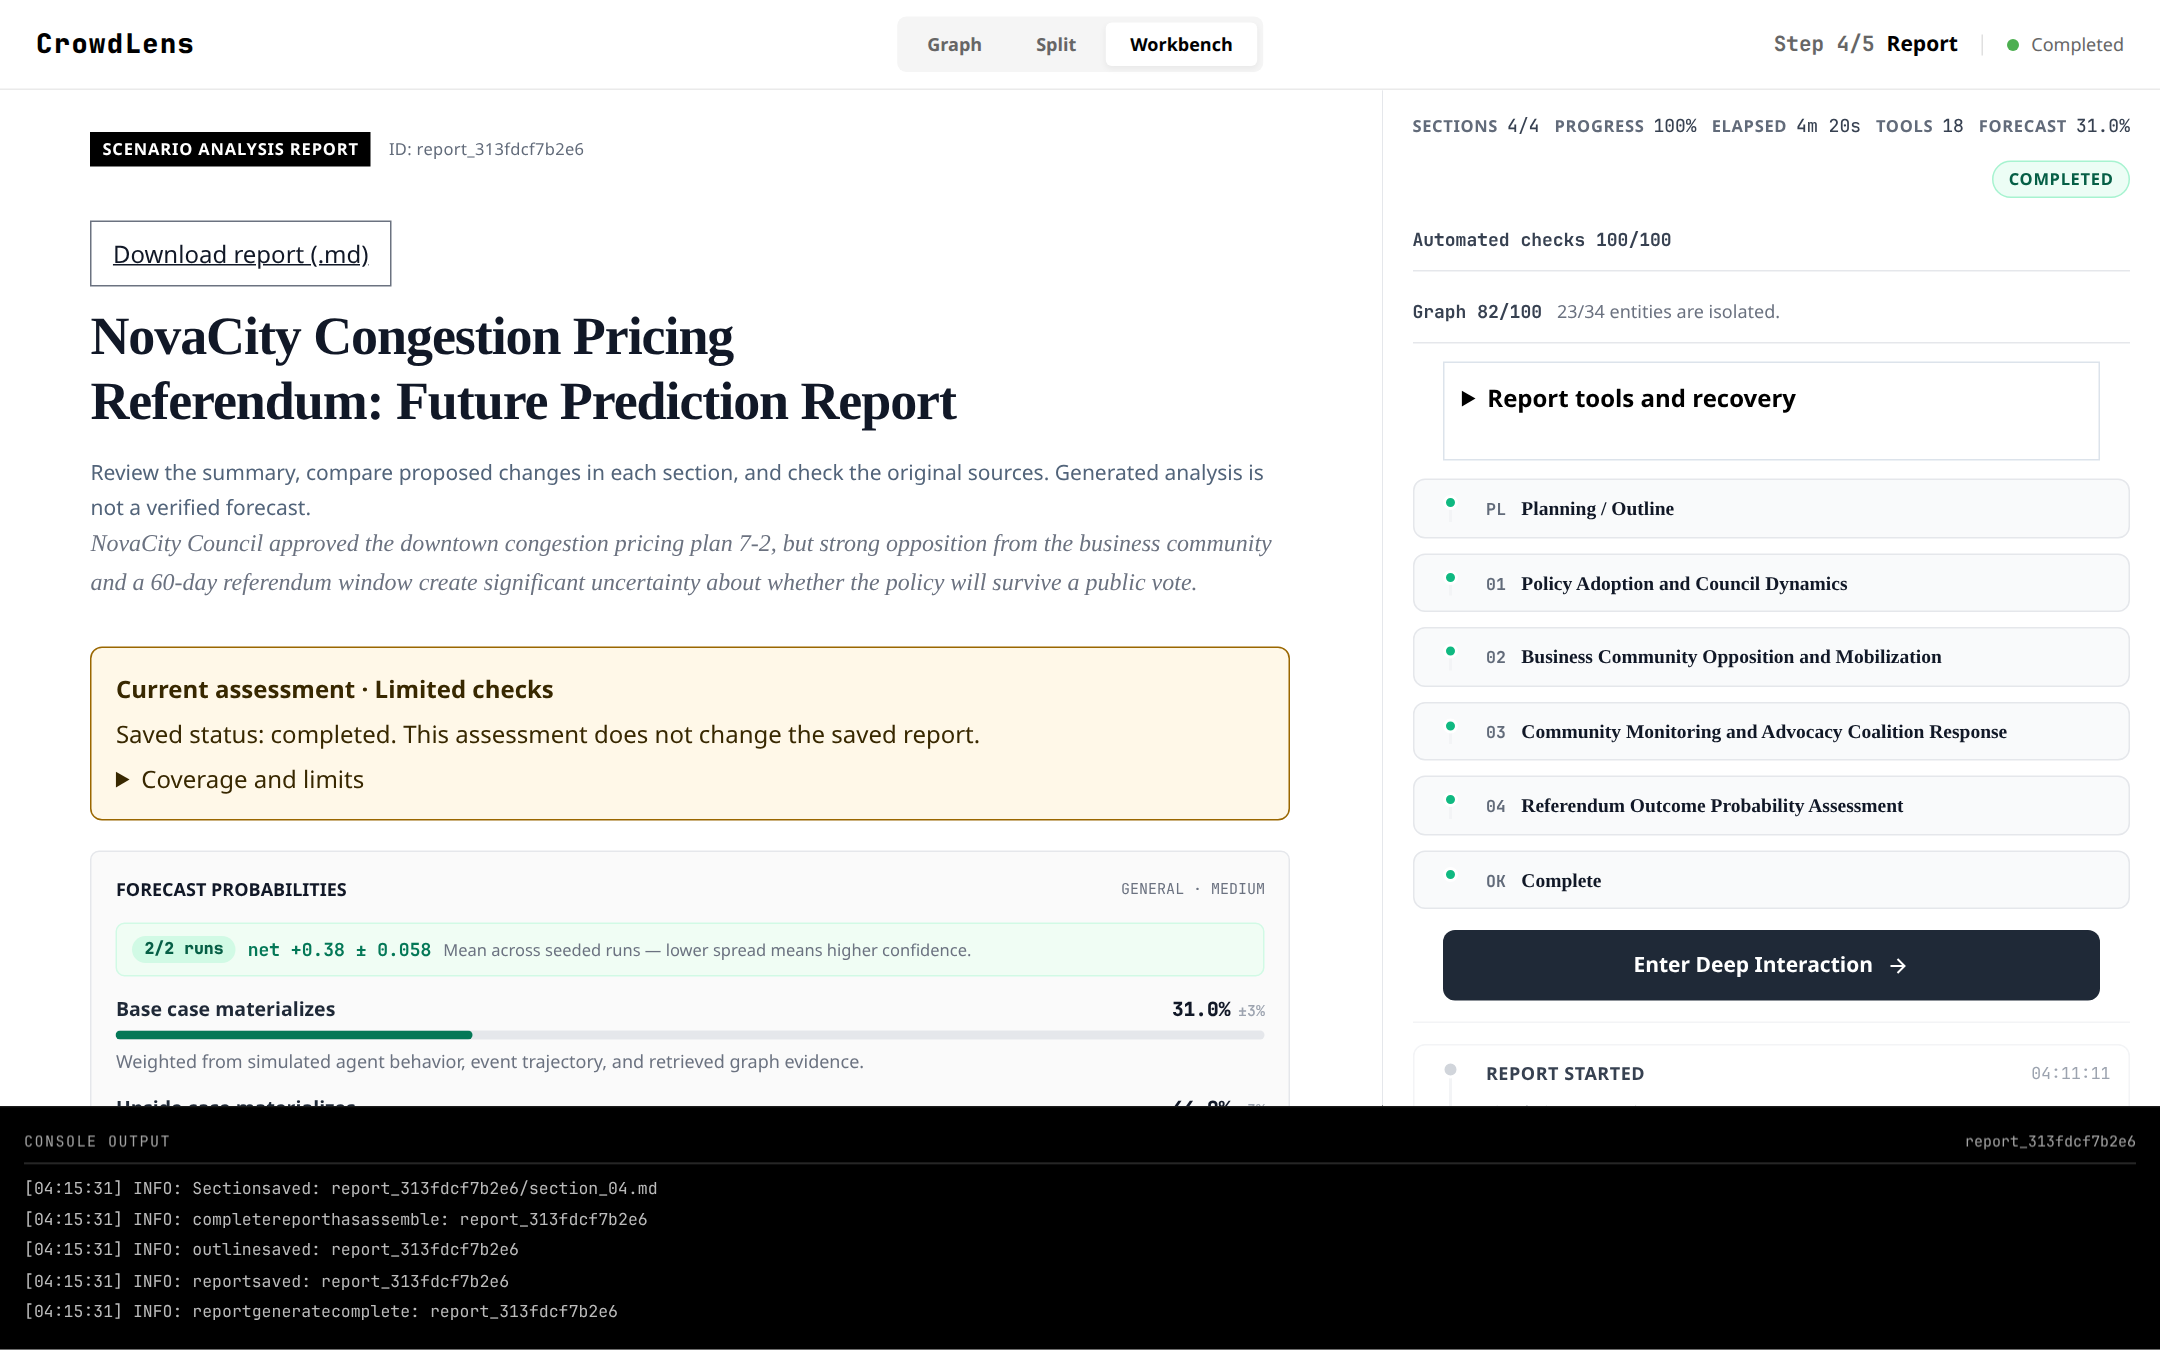 CrowdLens
Graph
Split
Workbench
Step 4/5 Report
Completed
SCENARIO ANALYSIS REPORT
ID: report_313fdcf7b2e6
Download report (.md)
NovaCity Congestion Pricing
Referendum: Future Prediction Report
Review the summary, compare proposed changes in each section, and check the original sources. Generated analysis is
not a verified forecast.
NovaCity Council approved the downtown congestion pricing plan 7-2, but strong opposition from the business community
and a 60-day referendum window create significant uncertainty about whether the policy will survive a public vote.
Current assessment · Limited checks
Saved status: completed. This assessment does not change the saved report.
▶ Coverage and limits
FORECAST PROBABILITIES
GENERAL · MEDIUM
2/2 runs net +0.38 ± 0.058 Mean across seeded runs — lower spread means higher confidence.
Base case materializes
31.0% ±3%
Weighted from simulated agent behavior, event trajectory, and retrieved graph evidence.
Upside case materializes
SECTIONS 4/4 PROGRESS 100% ELAPSED 4m 20s TOOLS 18 FORECAST 31.0%
COMPLETED
Automated checks 100/100
Graph 82/100 23/34 entities are isolated.
▶ Report tools and recovery
PL Planning / Outline
01 Policy Adoption and Council Dynamics
02 Business Community Opposition and Mobilization
03 Community Monitoring and Advocacy Coalition Response
04 Referendum Outcome Probability Assessment
OK Complete
Enter Deep Interaction →
REPORT STARTED
04:11:11
CONSOLE OUTPUT
report_313fdcf7b2e6
[04:15:31] INFO: Sectionsaved: report_313fdcf7b2e6/section_04.md
[04:15:31] INFO: completereporthasassemble: report_313fdcf7b2e6
[04:15:31] INFO: outlinesaved: report_313fdcf7b2e6
[04:15:31] INFO: reportsaved: report_313fdcf7b2e6
[04:15:31] INFO: reportgeneratecomplete: report_313fdcf7b2e6